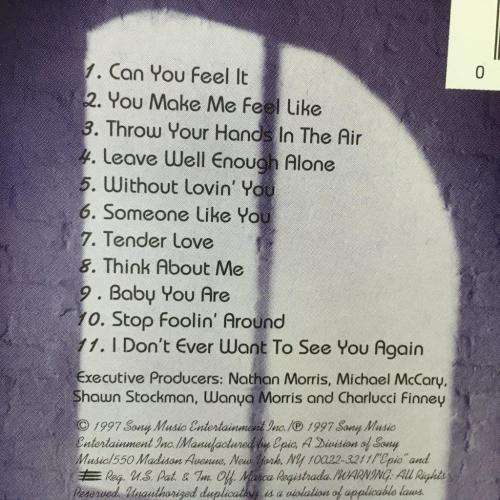 0
1. Can You Feel It
2. You Make Me Feel Like
3. Throw Your Hands In The Air
4. Leave Well Enough Alone
5. Without Lovin' You
6. Someone Like You
7. Tender Love
8. Think About Me
9. Baby You Are
10. Stop Foolin' Around
11. I Don't Ever Want To See You Again
Executive Producers: Nathan Morris, Michael McCary,
Shawn Stockman, Wanya Morris and Charlucci Finney
© 1997 Sony Music Entertainment Inc./℗ 1997 Sony Music
Entertainment Inc./Manufactured by Epic, A Division of Sony
Music/550 Madison Avenue, New York, NY 10022-3211/"Epic" and
Reg. U.S. Pat. & Tm. Off. Marca Registrada./WARNING: All Rights
Reserved. Unauthorized duplication is a violation of applicable laws.